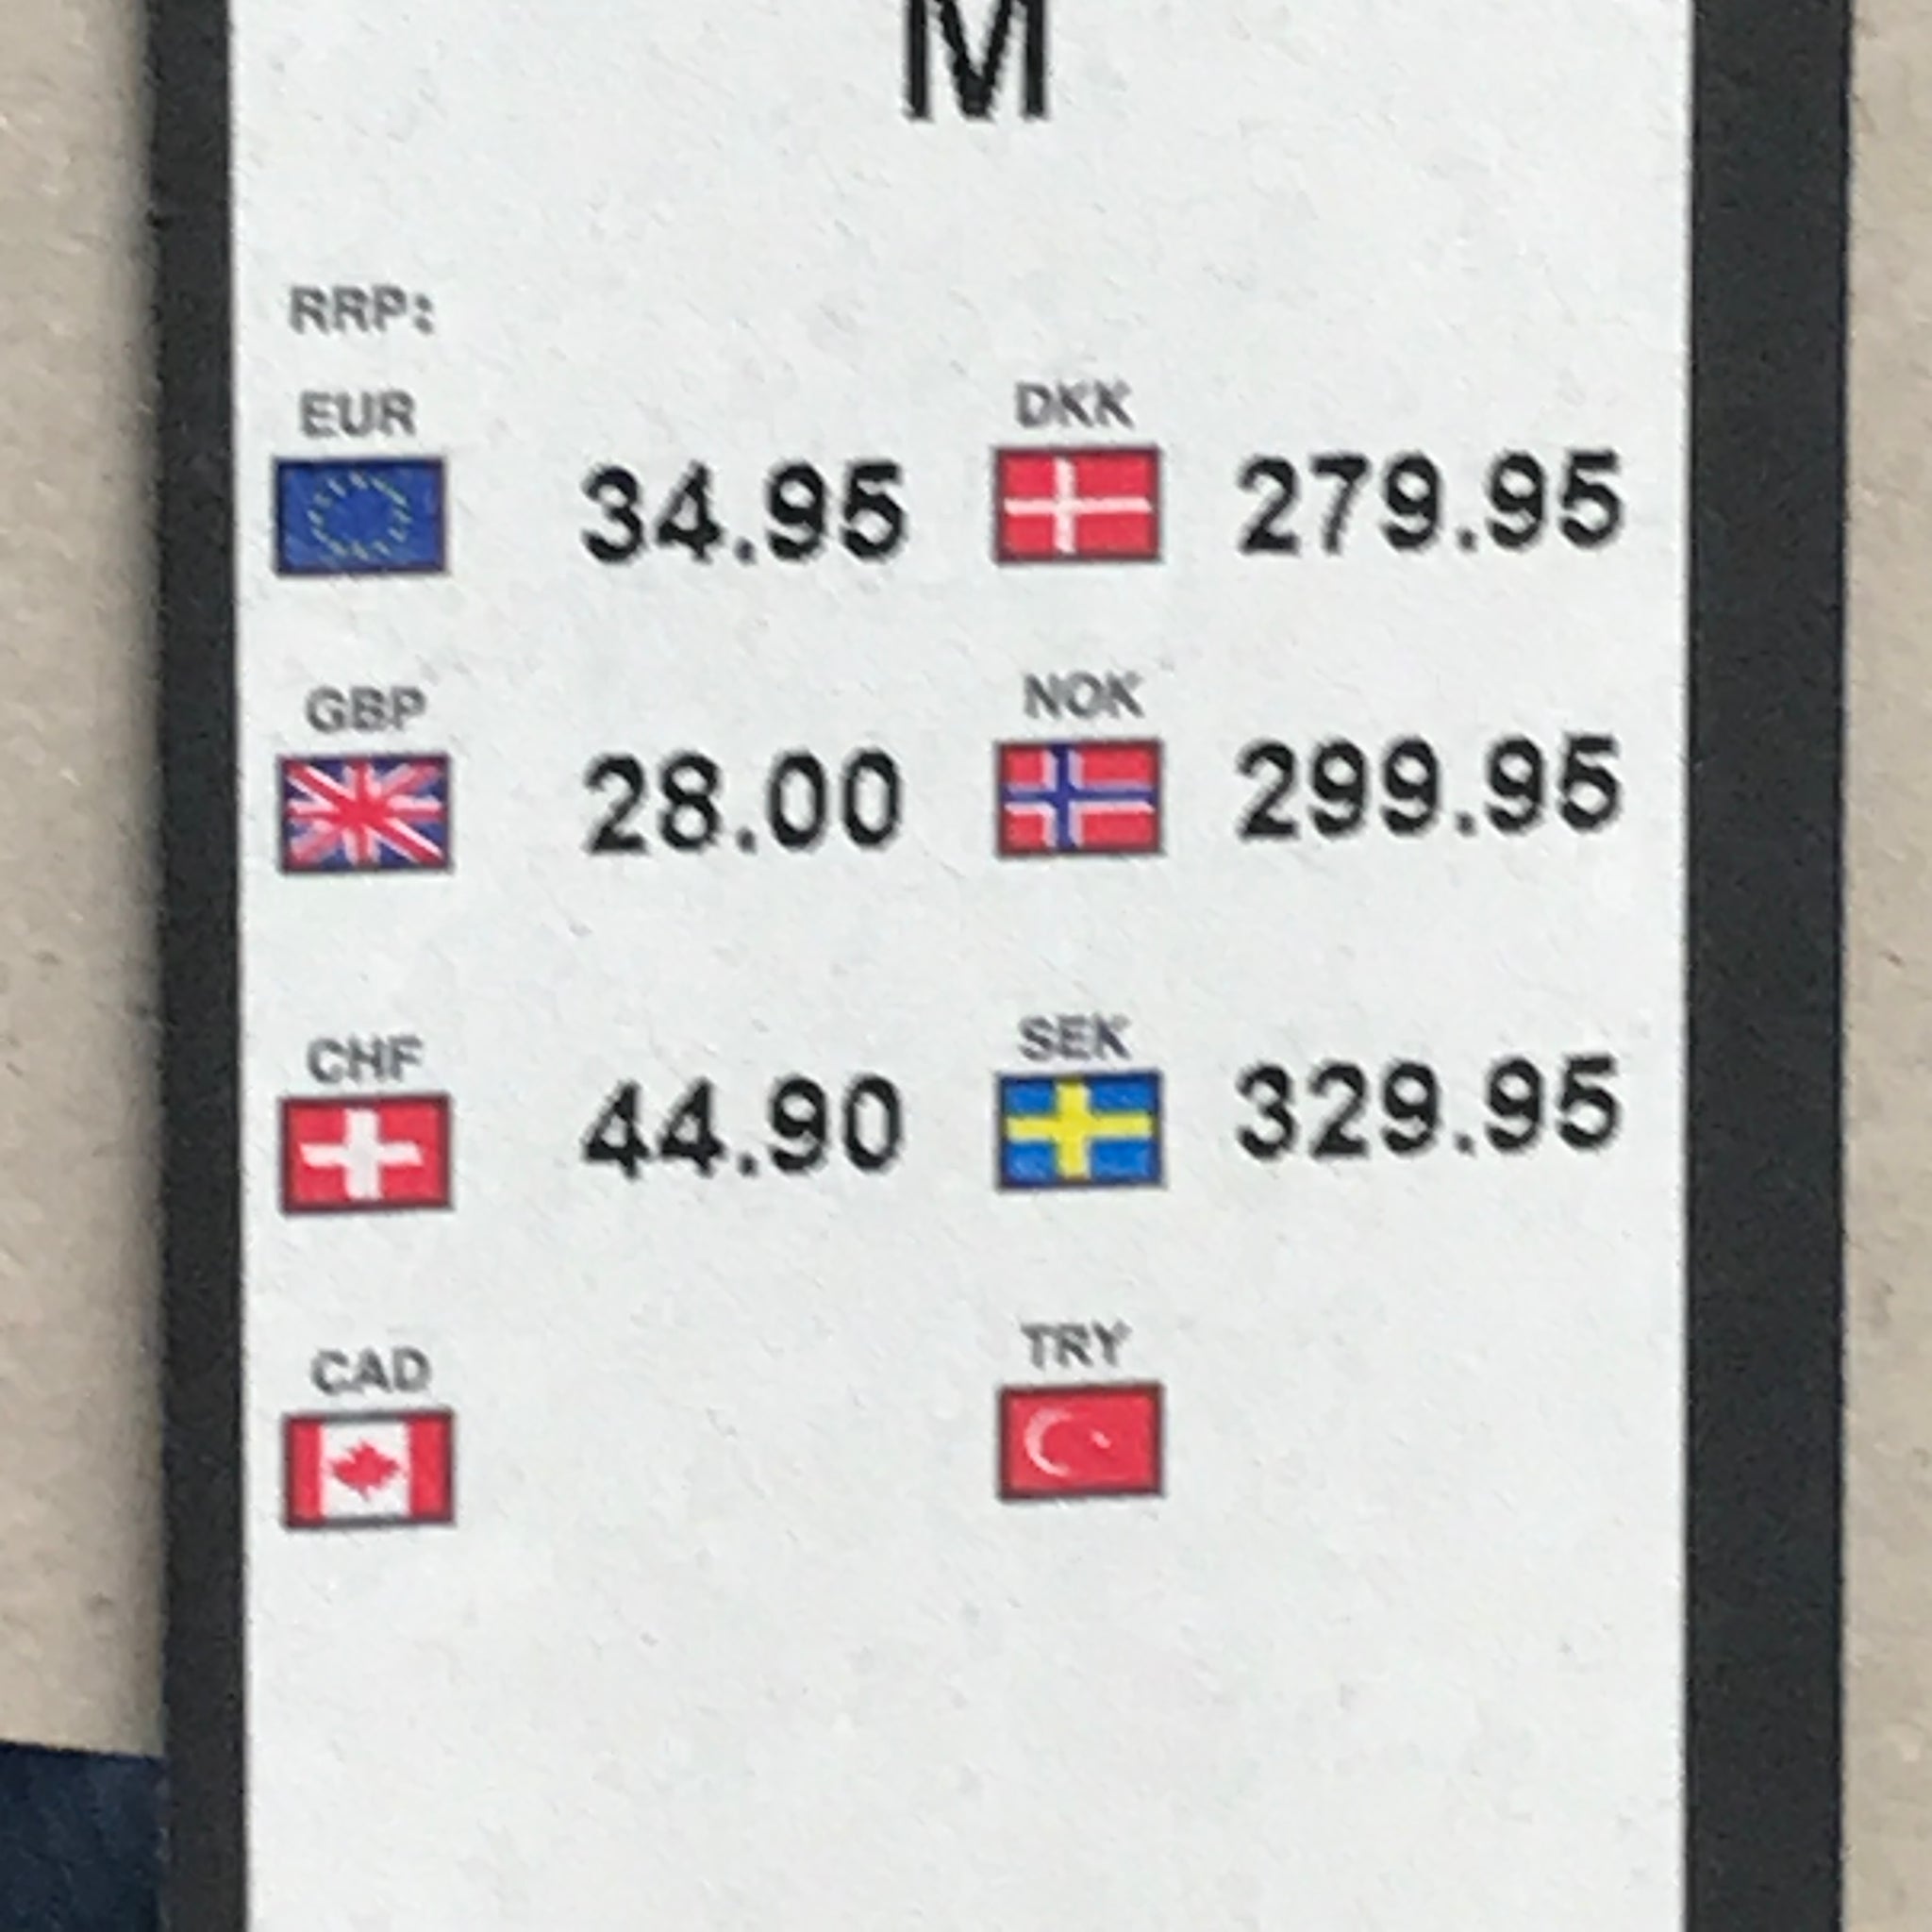 M
RRP:
EUR DKK
34.95 279.95
GBP NOK
28.00 299.95
CHF SEK
44.90 329.95
CAD TRY